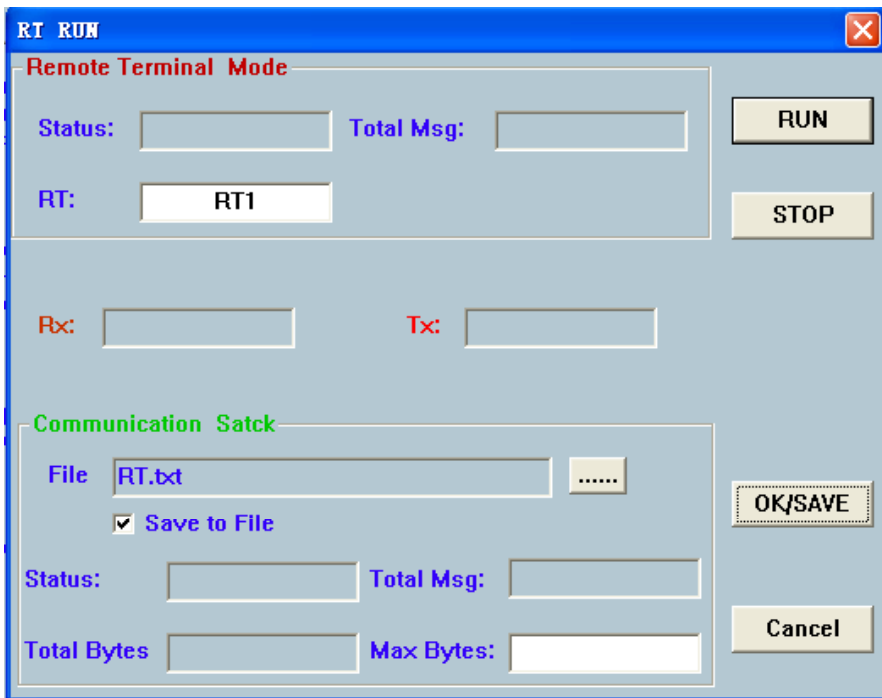 RT RUN
Remote Terminal Mode
Status: Total Msg:
RUN
RT: RT1
STOP
Rx: Tx:
Communication Satck
File RT.txt ......
OK/SAVE
Save to File
Status: Total Msg:
Cancel
Total Bytes Max Bytes: